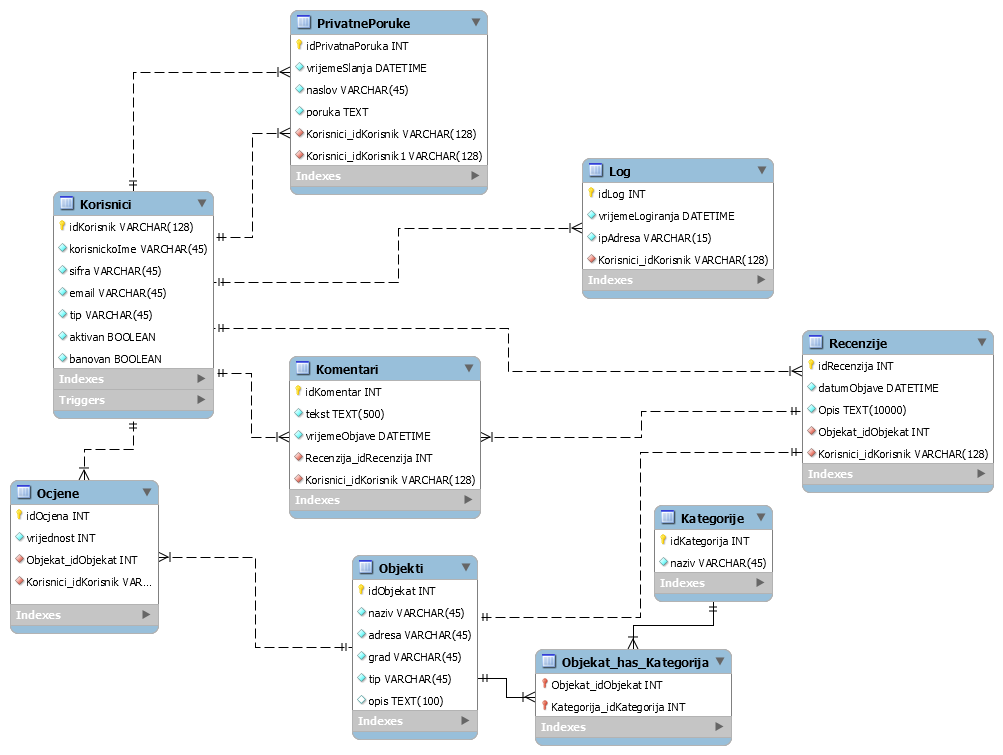 PrivatnePoruke
idPrivatnaPoruka INT
vrijemeSlanja DATETIME
naslov VARCHAR(45)
poruka TEXT
Korisnici_idKorisnik VARCHAR(128)
Korisnici_idKorisnik1 VARCHAR(128)
Indexes
Log
idLog INT
vrijemeLogiranja DATETIME
ipAdresa VARCHAR(15)
Korisnici_idKorisnik VARCHAR(128)
Indexes
Korisnici
idKorisnik VARCHAR(128)
korisnickoIme VARCHAR(45)
sifra VARCHAR(45)
email VARCHAR(45)
tip VARCHAR(45)
aktivan BOOLEAN
banovan BOOLEAN
Indexes
Triggers
Recenzije
idRecenzija INT
datumObjave DATETIME
Opis TEXT(10000)
Objekat_idObjekat INT
Korisnici_idKorisnik VARCHAR(128)
Indexes
Komentari
idKomentar INT
tekst TEXT(500)
vrijemeObjave DATETIME
Recenzija_idRecenzija INT
Korisnici_idKorisnik VARCHAR(128)
Indexes
Ocjene
idOcjena INT
vrijednost INT
Objekat_idObjekat INT
Korisnici_idKorisnik VAR...
Indexes
Kategorije
idKategorija INT
naziv VARCHAR(45)
Indexes
Objekti
idObjekat INT
naziv VARCHAR(45)
adresa VARCHAR(45)
grad VARCHAR(45)
tip VARCHAR(45)
opis TEXT(100)
Indexes
Objekat_has_Kategorija
Objekat_idObjekat INT
Kategorija_idKategorija INT
Indexes